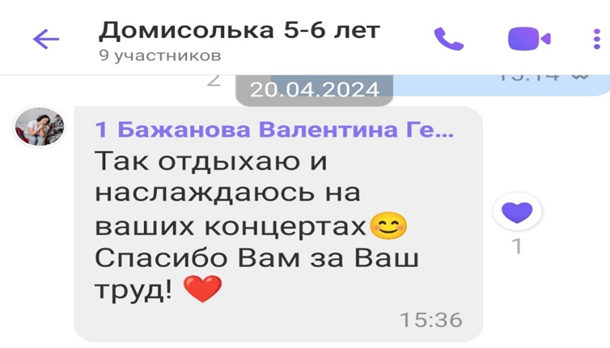 Домисолька 5-6 лет
9 участников
20.04.2024
1 Бажанова Валентина Ге...
Так отдыхаю и
наслаждаюсь на
ваших концертах😊
Спасибо Вам за Ваш
труд! ❤️
1
15:36